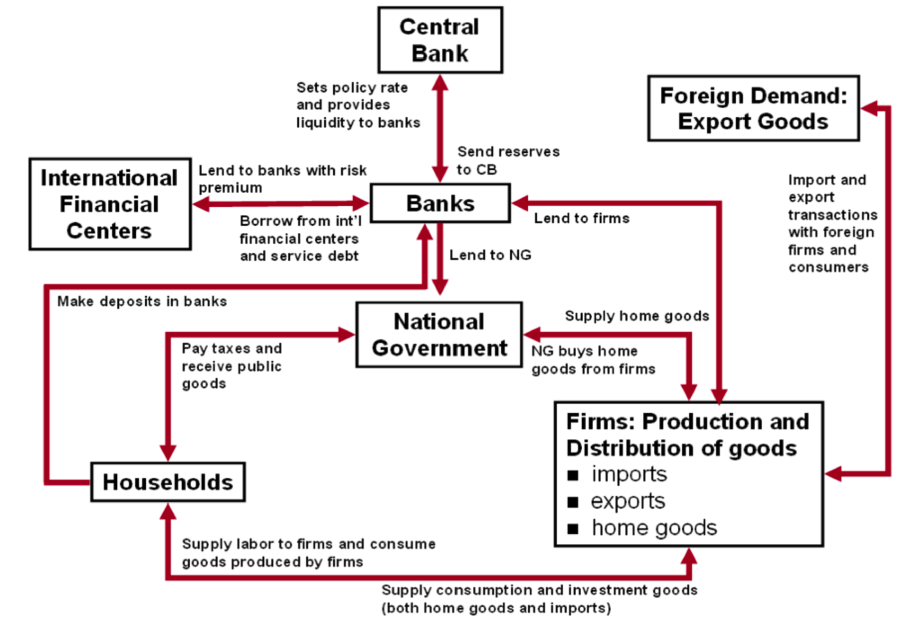 Central
Bank
Sets policy rate
and provides
liquidity to banks
Foreign Demand:
Export Goods
Send reserves
to CB
International
Financial
Centers
Lend to banks with risk
premium
Banks
Import and
export
transactions
with foreign
firms and
consumers
Borrow from int'l
financial centers
and service debt
Lend to firms
Lend to NG
Make deposits in banks
National
Government
Supply home goods
Pay taxes and
receive public
goods
NG buys home
goods from firms
Firms: Production and
Distribution of goods
■ imports
■ exports
■ home goods
Households
Supply labor to firms and consume
goods produced by firms
Supply consumption and investment goods
(both home goods and imports)